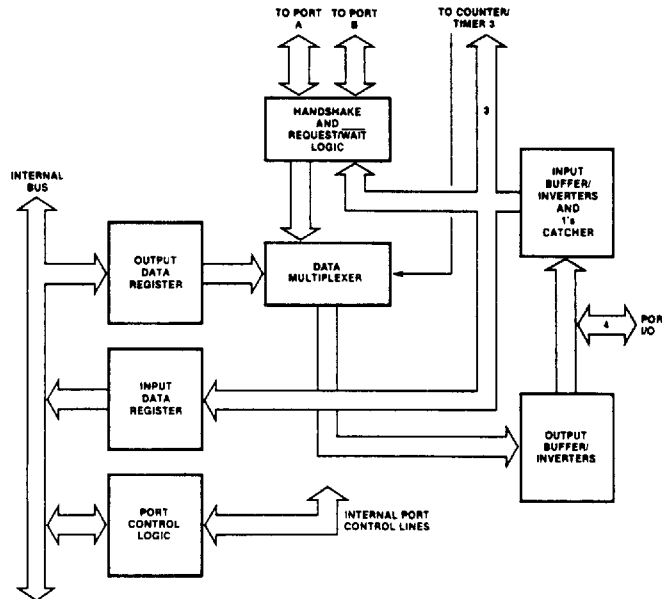 TO PORT
A
TO PORT
B
TO COUNTER/
TIMER 3
3
HANDSHAKE
AND
REQUEST/WAIT
LOGIC
INTERNAL
BUS
INPUT
BUFFER/
INVERTERS
AND
1's
CATCHER
OUTPUT
DATA
REGISTER
DATA
MULTIPLEXER
4
POR
I/O
INPUT
DATA
REGISTER
OUTPUT
BUFFER/
INVERTERS
PORT
CONTROL
LOGIC
INTERNAL PORT
CONTROL LINES